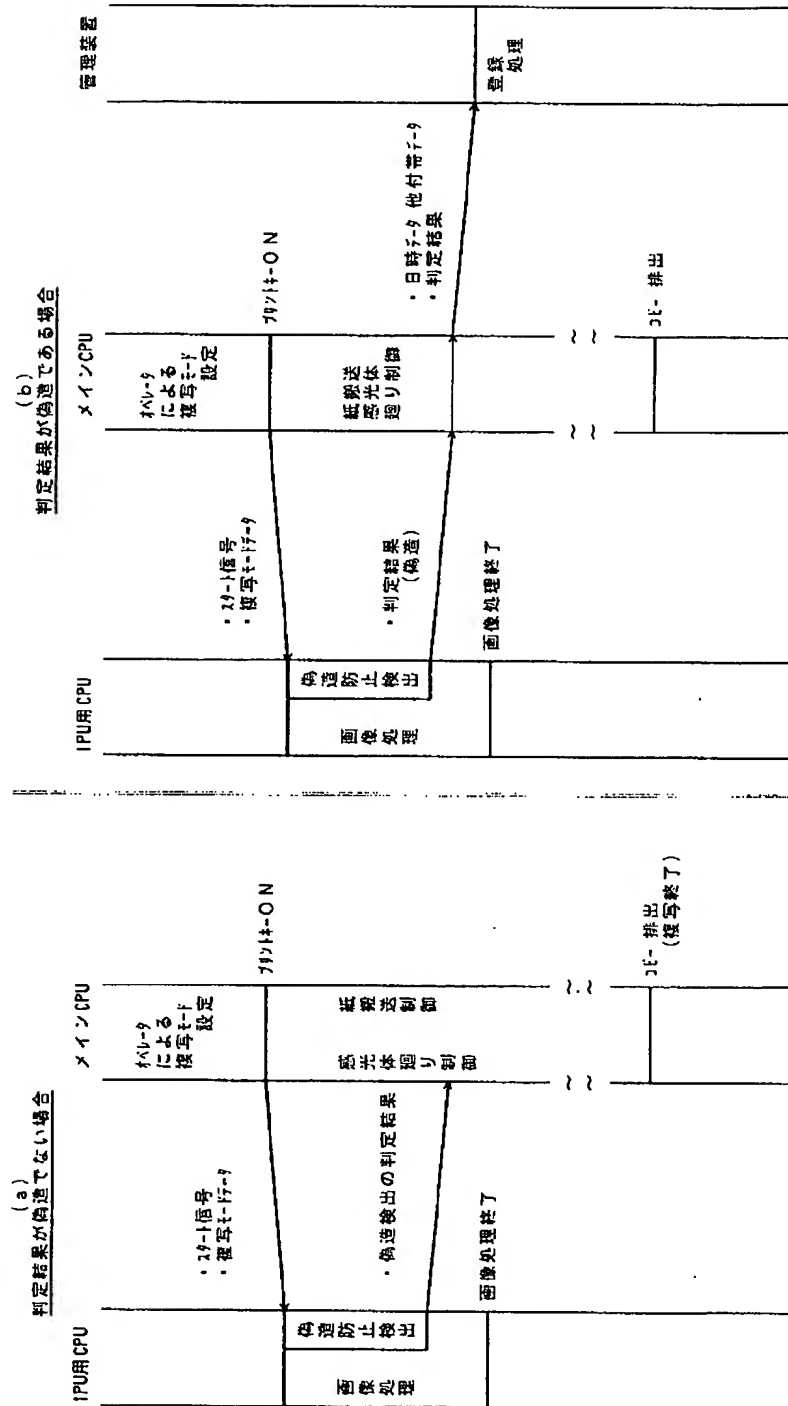 (a)
判定結果が偽造でない場合
IPU用CPU
メインCPU
オペレータ
による
複写モード
設定
プリントキーON
・スタート信号
・複写モードデータ
偽造防止検出
画像処理
感光体廻り制御
紙搬送制御
・偽造検出の判定結果
画像処理終了
コピー排出
(複写終了)
(b)
判定結果が偽造である場合
IPU用CPU
メインCPU
管理装置
オペレータ
による
複写モード
設定
プリントキーON
・スタート信号
・複写モードデータ
偽造防止検出
画像処理
紙搬送
感光体
廻り制御
・判定結果
(偽造)
・日時データ他付帯データ
・判定結果
登録
処理
画像処理終了
コピー排出